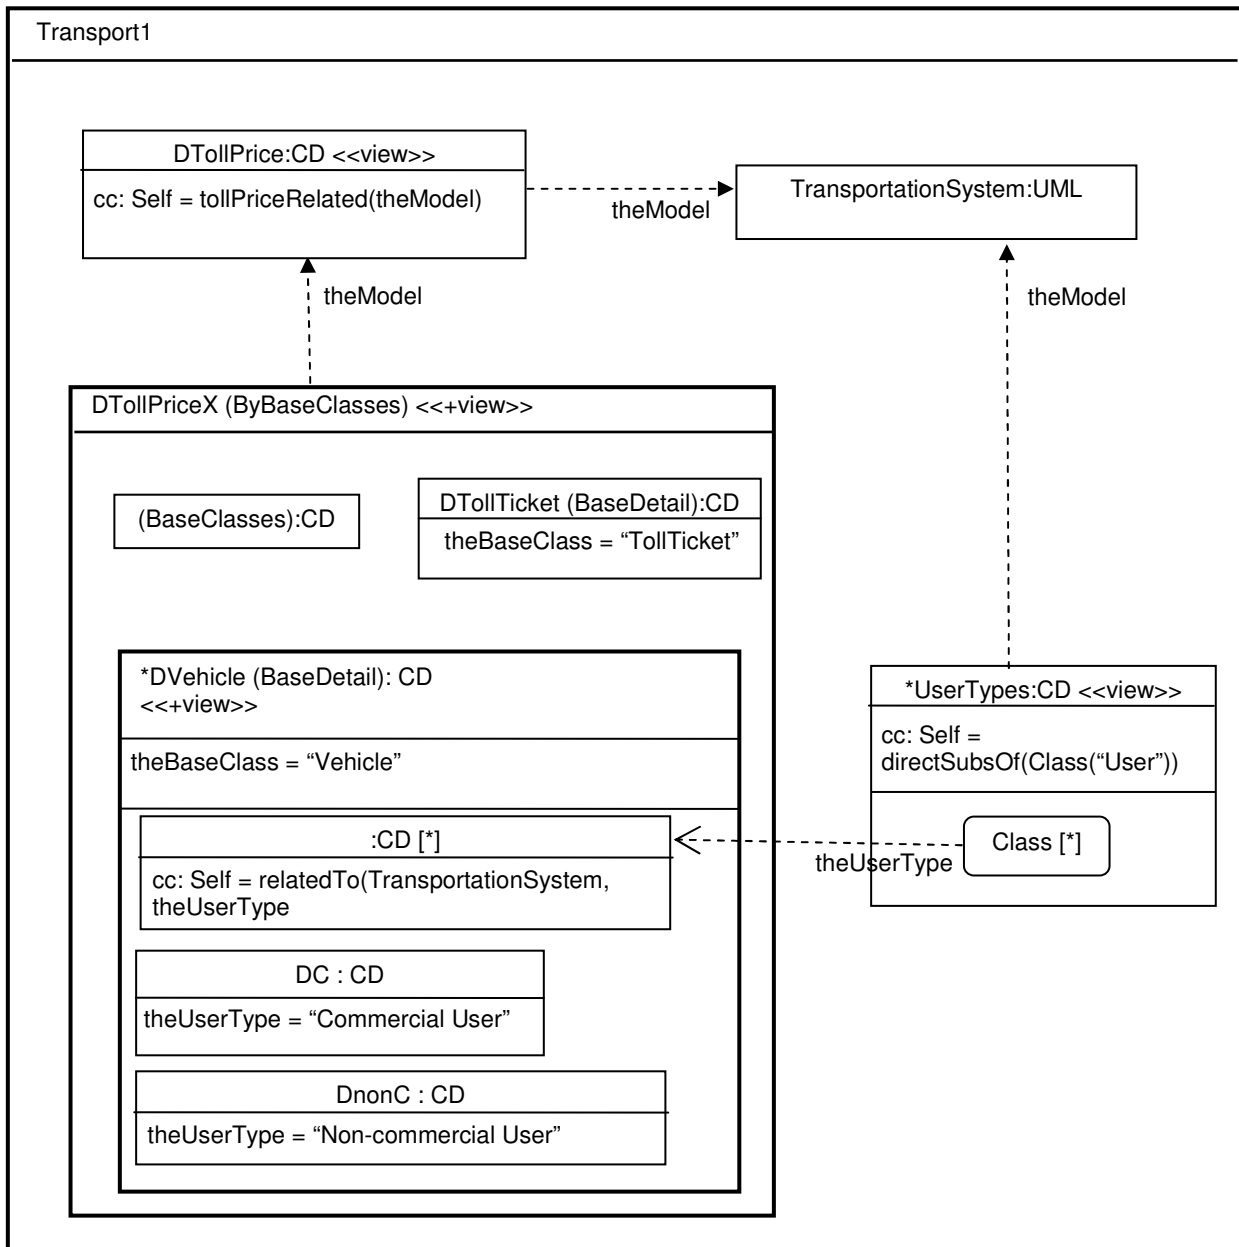 Transport1
DTollPrice:CD <<view>>
cc: Self = tollPriceRelated(theModel)
theModel
TransportationSystem:UML
theModel
theModel
DTollPriceX (ByBaseClasses) <<+view>>
(BaseClasses):CD
DTollTicket (BaseDetail):CD
theBaseClass = “TollTicket”
*DVehicle (BaseDetail): CD
<<+view>>
theBaseClass = “Vehicle”
:CD [*]
cc: Self = relatedTo(TransportationSystem,
theUserType
DC : CD
theUserType = “Commercial User”
DnonC : CD
theUserType = “Non-commercial User”
*UserTypes:CD <<view>>
cc: Self =
directSubsOf(Class(“User”))
Class [*]
theUserType